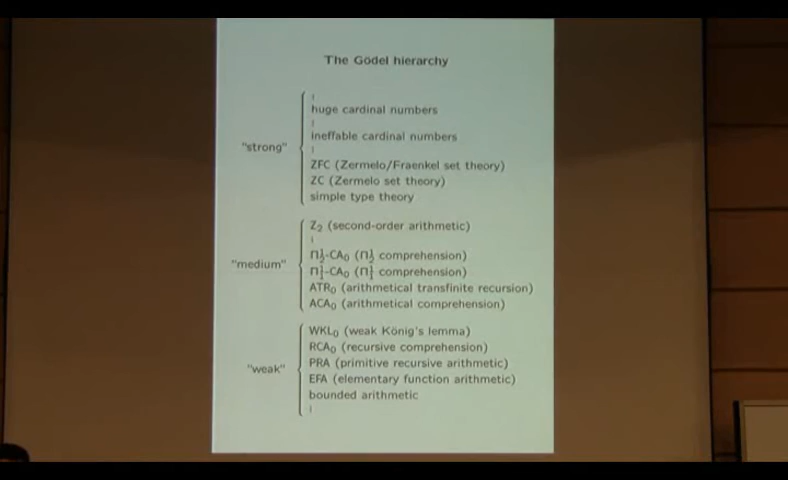 The Gödel hierarchy
"strong"
huge cardinal numbers
ineffable cardinal numbers
ZFC (Zermelo/Fraenkel set theory)
ZC (Zermelo set theory)
simple type theory
"medium"
Z₂ (second-order arithmetic)
Π¹₂-CA₀ (Π¹₂ comprehension)
Π¹₁-CA₀ (Π¹₁ comprehension)
ATR₀ (arithmetical transfinite recursion)
ACA₀ (arithmetical comprehension)
"weak"
WKL₀ (weak König's lemma)
RCA₀ (recursive comprehension)
PRA (primitive recursive arithmetic)
EFA (elementary function arithmetic)
bounded arithmetic